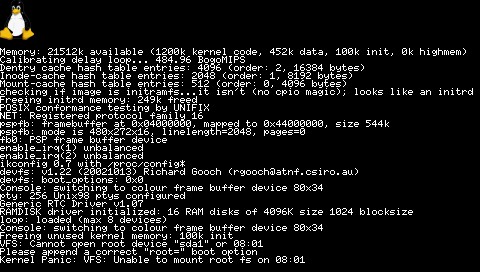 Memory: 21512k available (1200k kernel code, 452k data, 100k init, 0k highmem)
Calibrating delay loop... 484.96 BogoMIPS
Dentry cache hash table entries: 4096 (order: 2, 16384 bytes)
Inode-cache hash table entries: 2048 (order: 1, 8192 bytes)
Mount-cache hash table entries: 512 (order: 0, 4096 bytes)
checking if image is initramfs...it isn't (no cpio magic); looks like an initrd
Freeing initrd memory: 249k freed
POSIX conformance testing by UNIFIX
NET: Registered protocol family 16
pspfb: framebuffer at 0x04000000, mapped to 0x44000000, size 544k
pspfb: mode is 480x272x16, linelength=2048, pages=0
fb0: PSP frame buffer device
enable_irq(1) unbalanced
enable_irq(2) unbalanced
ikconfig 0.7 with /proc/config*
devfs: v1.22 (20021013) Richard Gooch (rgooch@atnf.csiro.au)
devfs: boot_options: 0x0
Console: switching to colour frame buffer device 80x34
pty: 256 Unix98 ptys configured
Generic RTC Driver v1.07
RAMDISK driver initialized: 16 RAM disks of 4096K size 1024 blocksize
loop: loaded (max 8 devices)
Console: switching to colour frame buffer device 80x34
Freeing unused kernel memory: 100k init
VFS: Cannot open root device "sda1" or 08:01
Please append a correct "root=" boot option
Kernel Panic: VFS: Unable to mount root fs on 08:01